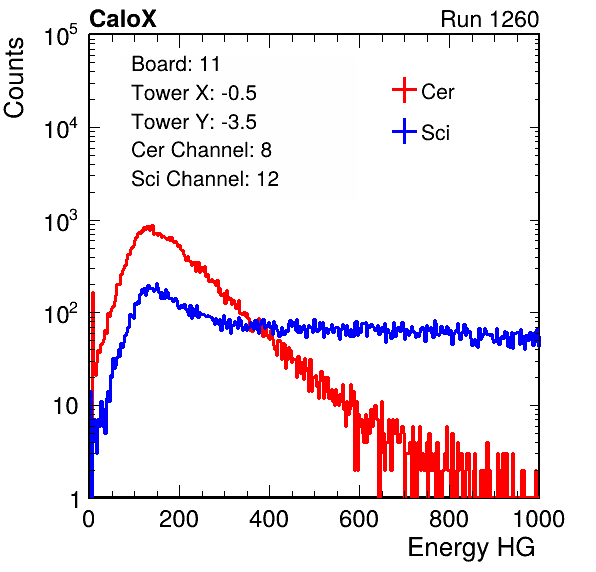 CaloX Run 1260
Counts
10^5
10^4
10^3
10^2
10
1
Board: 11
Tower X: -0.5
Tower Y: -3.5
Cer Channel: 8
Sci Channel: 12
Cer
Sci
0 200 400 600 800 1000
Energy HG